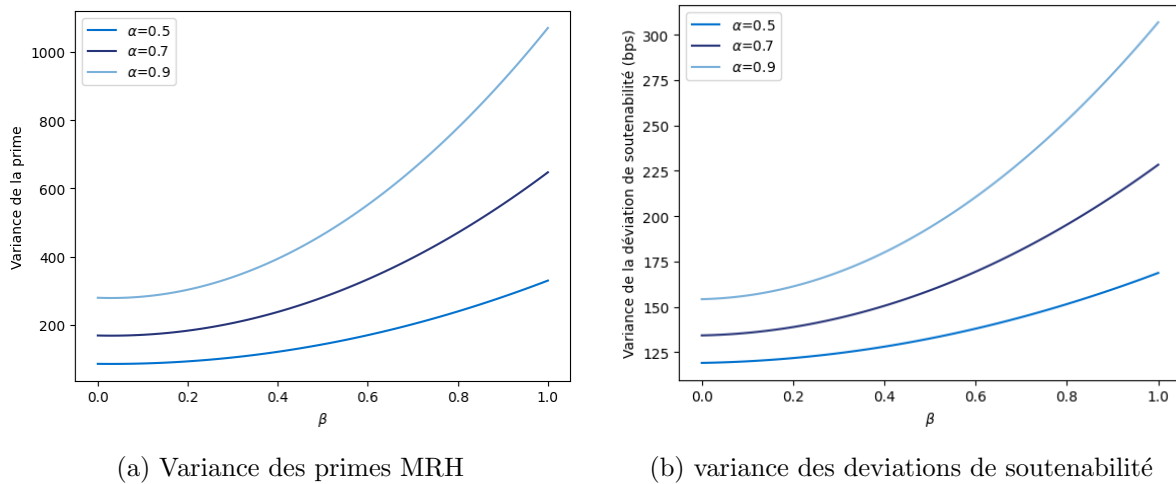 α=0.5
α=0.7
α=0.9
Variance de la prime
1000
800
600
400
200
0.0 0.2 0.4 0.6 0.8 1.0
β
(a) Variance des primes MRH
α=0.5
α=0.7
α=0.9
Variance de la déviation de soutenabilité (bps)
300
275
250
225
200
175
150
125
0.0 0.2 0.4 0.6 0.8 1.0
β
(b) variance des deviations de soutenabilité